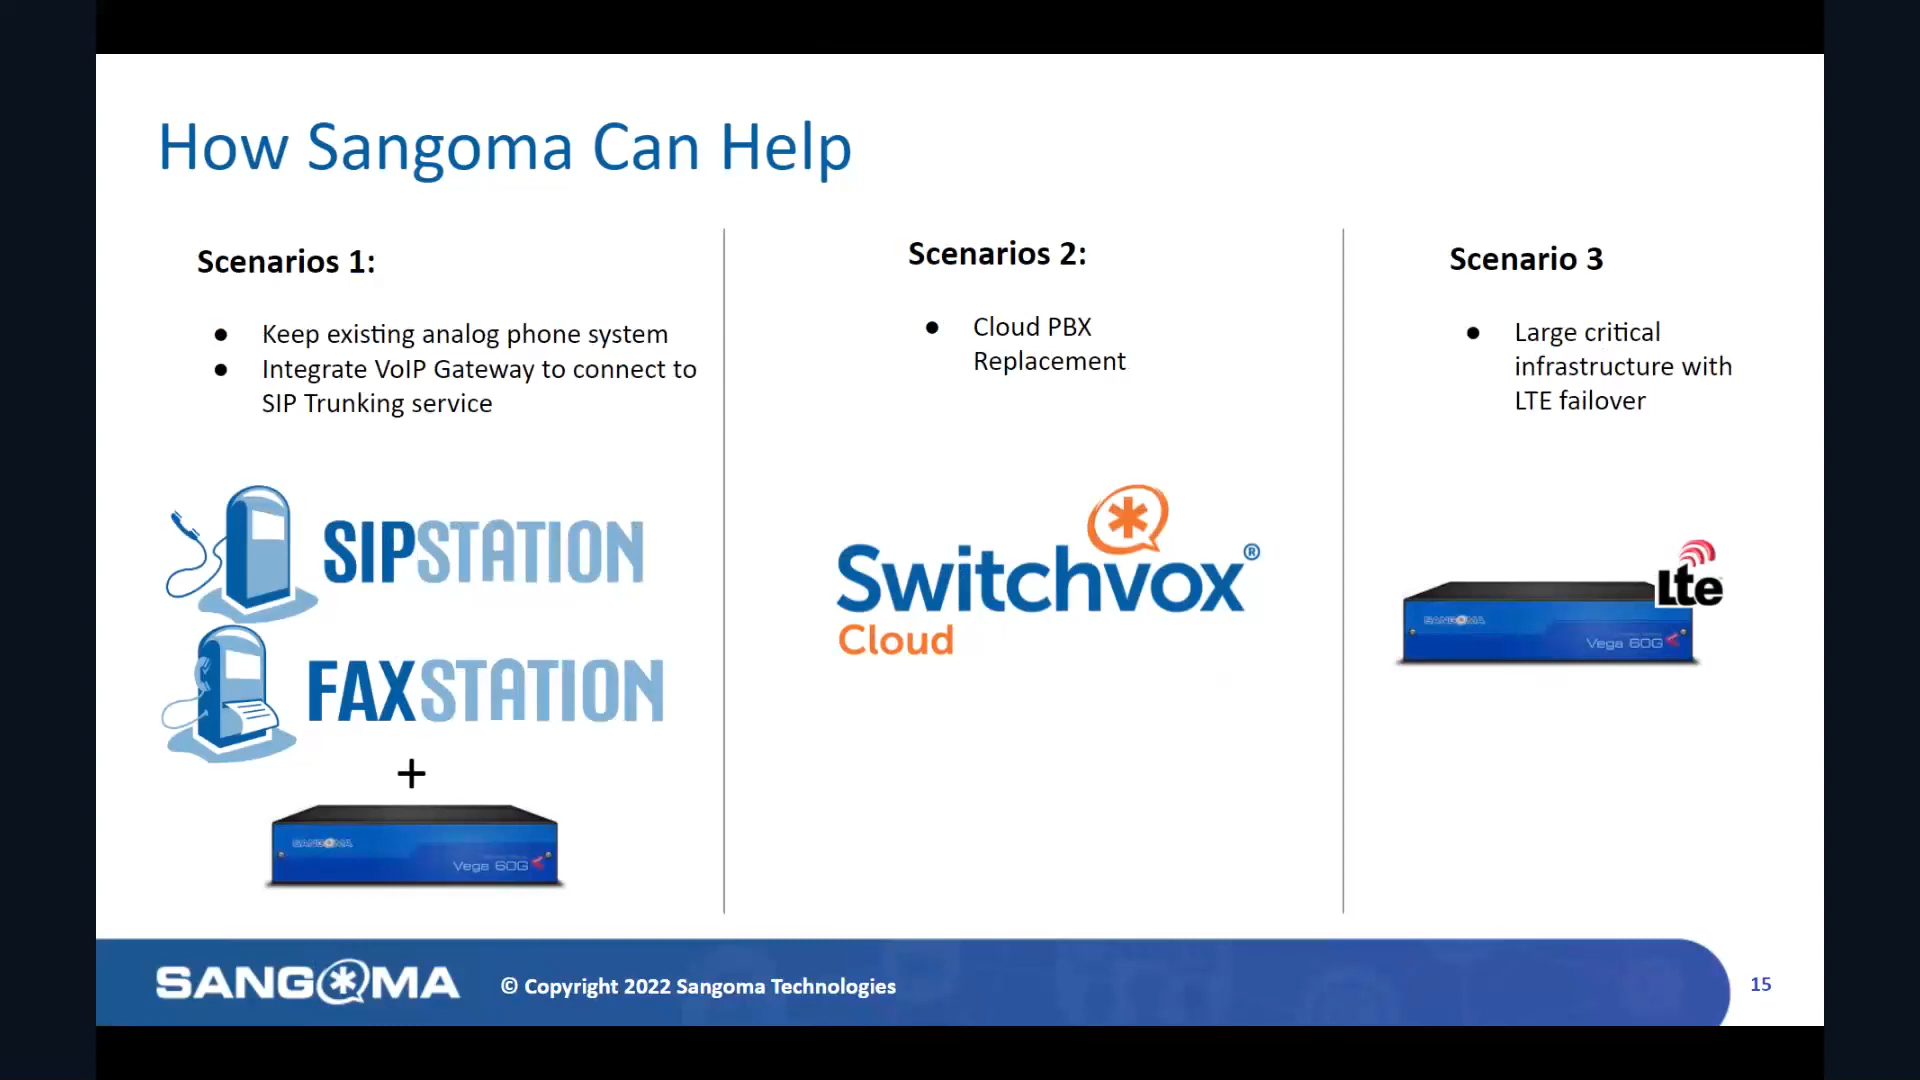 How Sangoma Can Help
Scenarios 1:
● Keep existing analog phone system
● Integrate VoIP Gateway to connect to
SIP Trunking service
SIPSTATION
FAXSTATION
+
SANGOMA
Vega 60G
Scenarios 2:
● Cloud PBX
Replacement
Switchvox®
Cloud
Scenario 3
● Large critical
infrastructure with
LTE failover
Lte
SANGOMA
Vega 60G
SANGOMA
© Copyright 2022 Sangoma Technologies
15